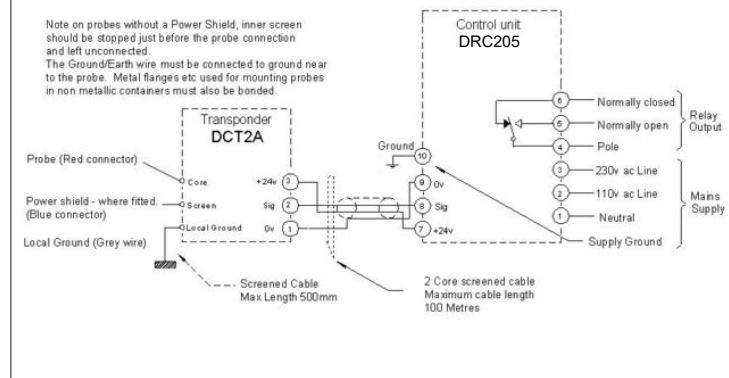 Note on probes without a Power Shield, inner screen
should be stopped just before the probe connection
and left unconnected.
The Ground/Earth wire must be connected to ground near
to the probe. Metal flanges etc used for mounting probes
in non metallic containers must also be bonded.
Control unit
DRC205
Transponder
DCT2A
Probe (Red connector)
Core
+24v
3
Power shield - where fitted.
(Blue connector)
Screen
Sig
2
Local Ground (Grey wire)
Local Ground
0v
1
Screened Cable
Max Length 500mm
2 Core screened cable
Maximum cable length
100 Metres
Ground
10
9
0v
8
Sig
7
+24v
6
Normally closed
5
Normally open
4
Pole
Relay
Output
3
230v ac Line
2
110v ac Line
1
Neutral
Mains
Supply
Supply Ground